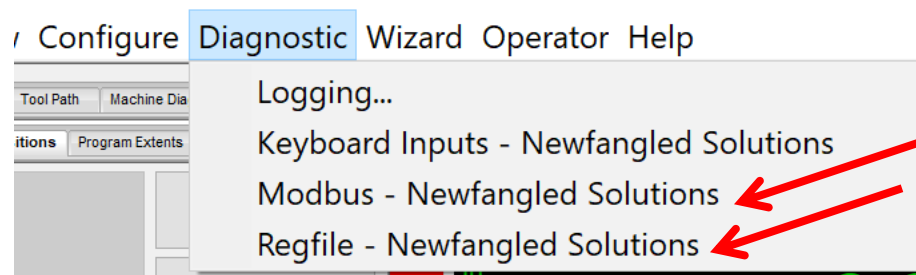 Configure Diagnostic Wizard Operator Help
Logging...
Tool Path Machine Dia
Keyboard Inputs - Newfangled Solutions
itions Program Extents
Modbus - Newfangled Solutions
Regfile - Newfangled Solutions